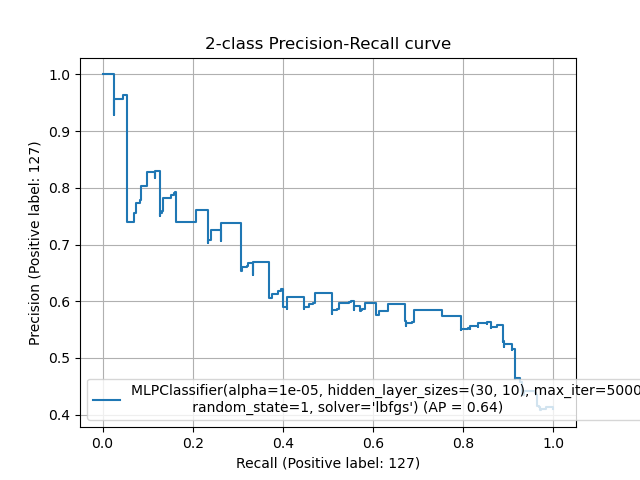 2-class Precision-Recall curve
1.0
0.9
0.8
0.7
0.6
0.5
0.4
Precision (Positive label: 127)
MLPClassifier(alpha=1e-05, hidden_layer_sizes=(30, 10), max_iter=5000
random_state=1, solver='lbfgs') (AP = 0.64)
0.0 0.2 0.4 0.6 0.8 1.0
Recall (Positive label: 127)